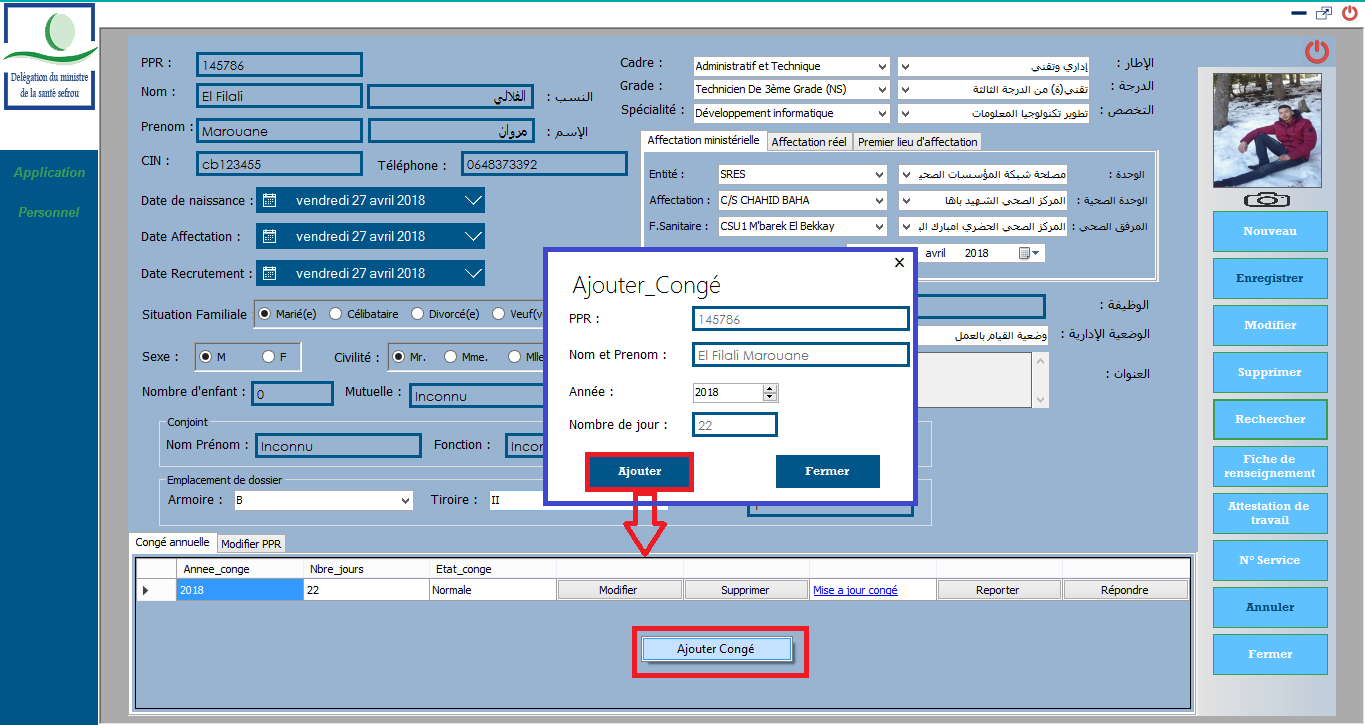 Delégation du ministre
de la santé sefrou
Application
Personnel
PPR :
145786
Nom :
El Filali
الفلالي
النسب :
Prenom :
Marouane
مروان
الإسم :
CIN :
cb123455
Téléphone :
0648373392
Date de naissance :
vendredi 27 avril 2018
Date Affectation :
vendredi 27 avril 2018
Date Recrutement :
vendredi 27 avril 2018
Situation Familiale
Marié(e)
Célibataire
Divorcé(e)
Sexe :
M
F
Civilité :
Mr.
Mme.
Mlle
Nombre d'enfant :
0
Mutuelle :
Inconnu
Conjoint
Nom Prénom :
Inconnu
Fonction :
Emplacement de dossier
Armoire :
B
Tiroire :
II
Cadre :
Administratif et Technique
إداري وتقني
الإطار :
Grade :
Technicien De 3ème Grade (NS)
تقني(ة) من الدرجة الثالثة
الدرجة :
Spécialité :
Développement informatique
تطوير تكنولوجيا المعلومات
التخصص :
Affectation ministérielle
Affectation réel
Premier lieu d'affectation
Entité :
SRES
مصلحة شبكة المؤسسات الصحي
الوحدة :
Affectation :
C/S CHAHID BAHA
المركز الصحي الشهيد باها
الوحدة الصحية :
F.Sanitaire :
CSU1 M'barek El Bekkay
المركز الصحي الحضري امبارك الب
المرفق الصحي :
avril 2018
الوظيفة :
وضعية القيام بالعمل
الوضعية الإدارية :
العنوان :
Ajouter_Congé
PPR :
145786
Nom et Prenom :
El Filali Marouane
Année :
2018
Nombre de jour :
22
Ajouter
Fermer
Congé annuelle
Modifier PPR
Annee_conge Nbre_jours Etat_conge
2018 22 Normale Modifier Supprimer Mise a jour congé Reporter Répondre
Ajouter Congé
Nouveau
Enregistrer
Modifier
Supprimer
Rechercher
Fiche de
renseignement
Attestation de
travail
N° Service
Annuler
Fermer